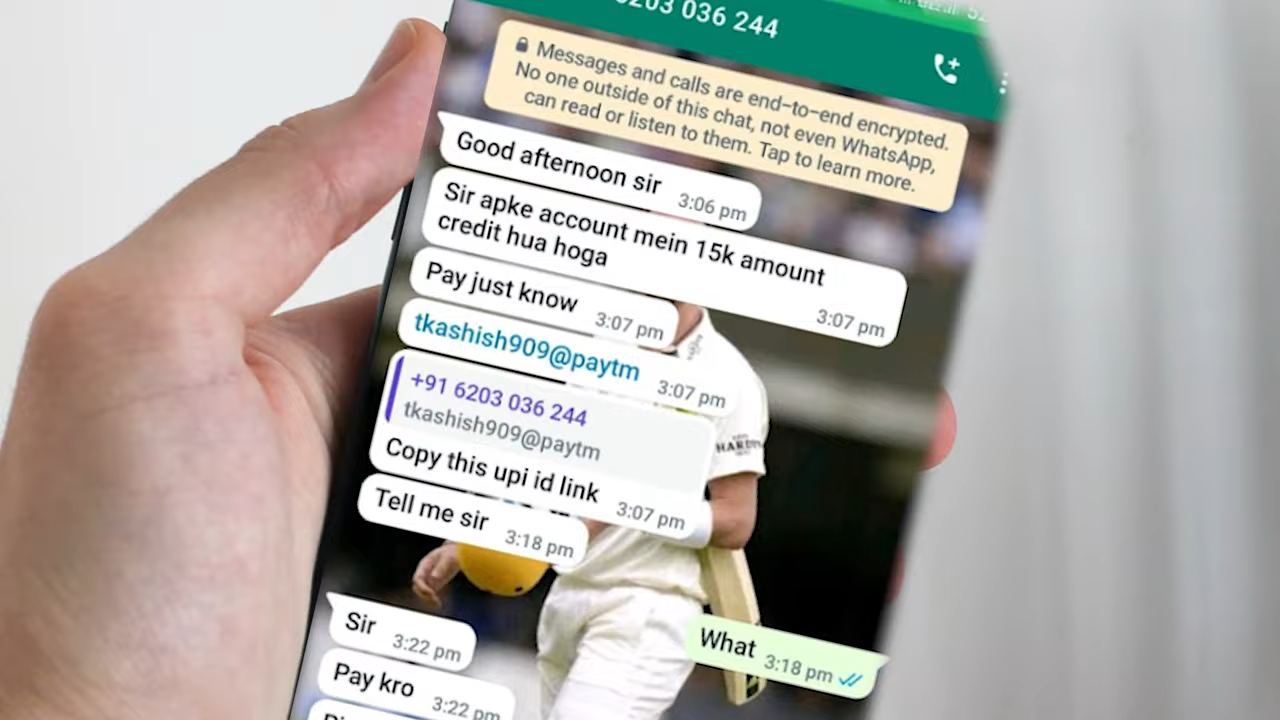 6203 036 244
Messages and calls are end-to-end encrypted.
No one outside of this chat, not even WhatsApp,
can read or listen to them. Tap to learn more.
Good afternoon sir 3:06 pm
Sir apke account mein 15k amount
credit hua hoga
3:07 pm
Pay just know 3:07 pm
tkashish909@paytm 3:07 pm
+91 6203 036 244
tkashish909@paytm
Copy this upi id link 3:07 pm
Tell me sir 3:18 pm
HARDYS
What 3:18 pm
Sir 3:22 pm
Pay kro 3:22 pm